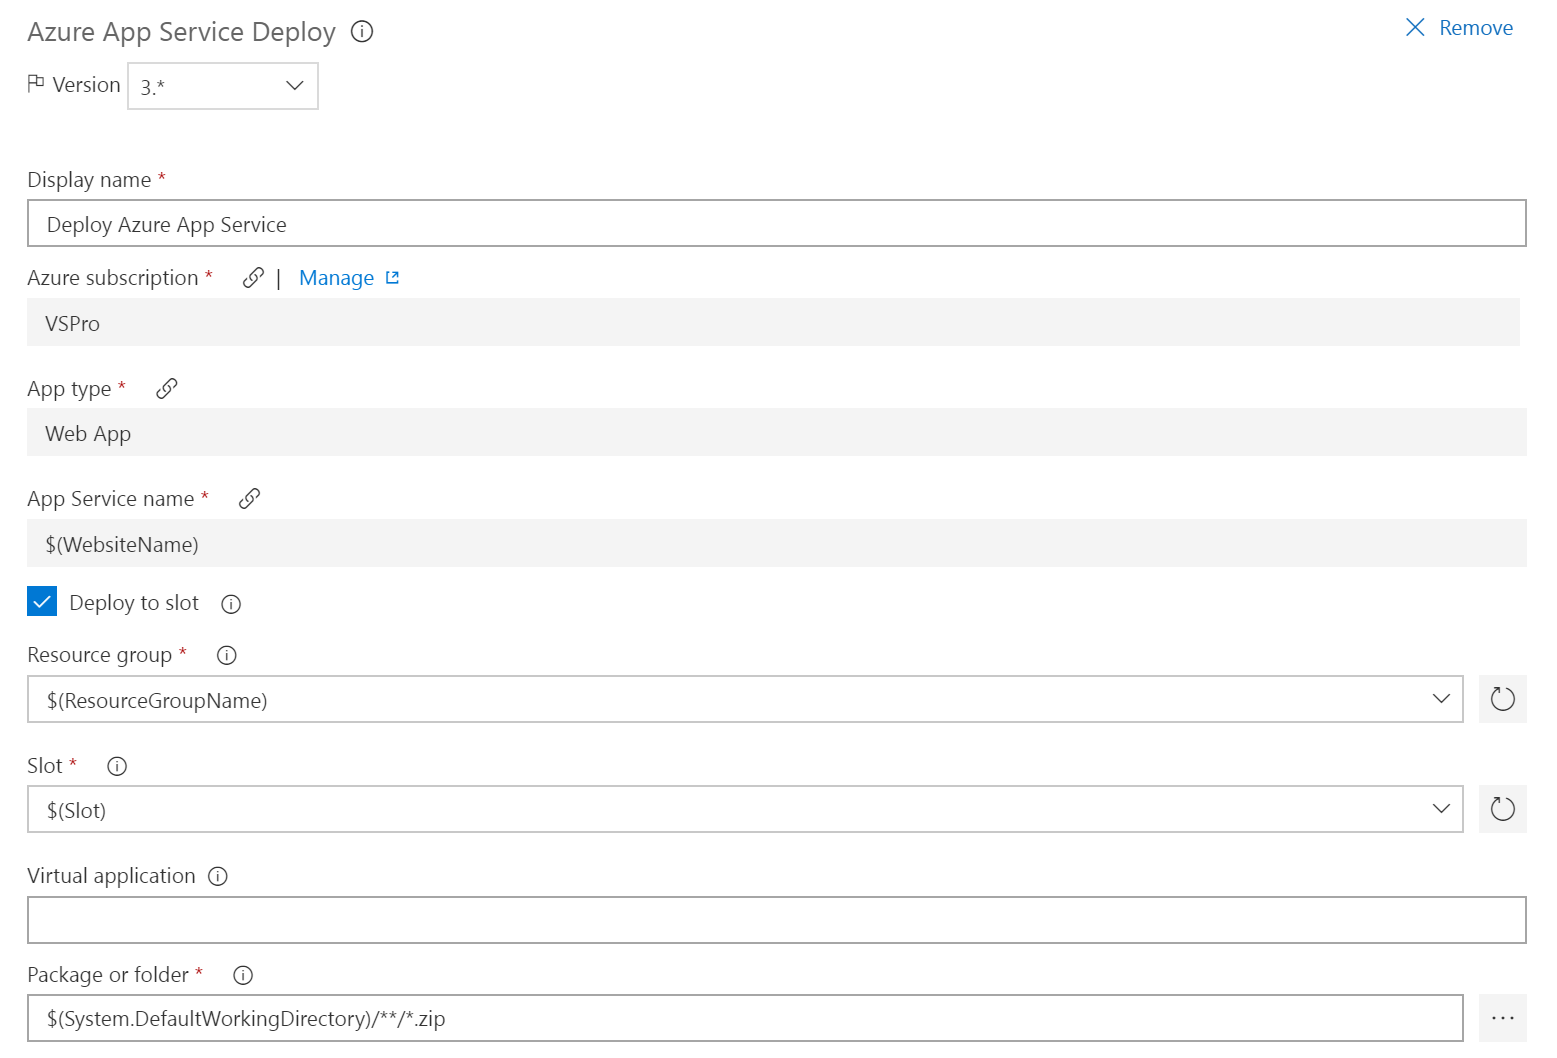 Azure App Service Deploy
Remove
Version 3.*
Display name *
Deploy Azure App Service
Azure subscription * | Manage
VSPro
App type *
Web App
App Service name *
$(WebsiteName)
Deploy to slot
Resource group *
$(ResourceGroupName)
Slot *
$(Slot)
Virtual application
Package or folder *
$(System.DefaultWorkingDirectory)/**/*.zip